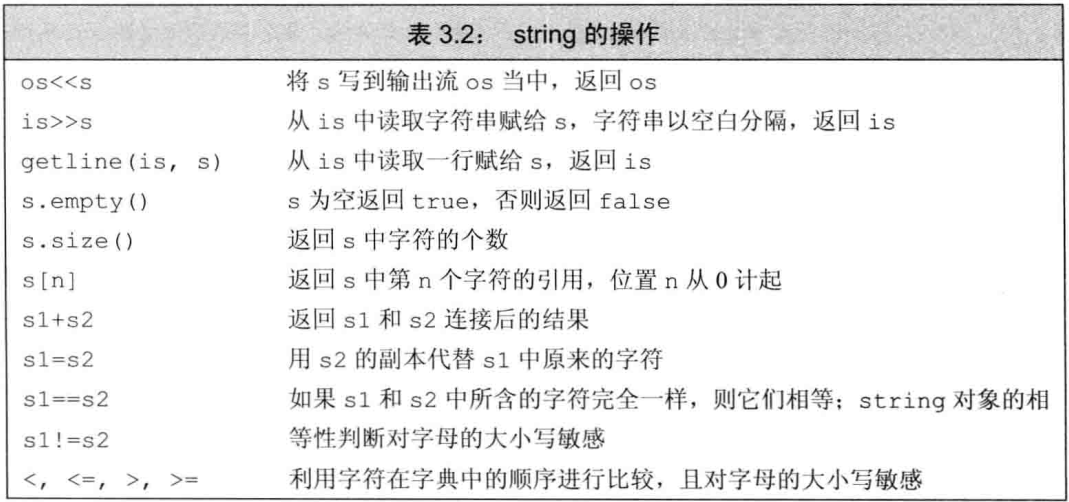 表 3.2： string 的操作
os<<s 将 s 写到输出流 os 当中，返回 os
is>>s 从 is 中读取字符串赋给 s，字符串以空白分隔，返回 is
getline(is, s) 从 is 中读取一行赋给 s，返回 is
s.empty() s 为空返回 true，否则返回 false
s.size() 返回 s 中字符的个数
s[n] 返回 s 中第 n 个字符的引用，位置 n 从 0 计起
s1+s2 返回 s1 和 s2 连接后的结果
s1=s2 用 s2 的副本代替 s1 中原来的字符
s1==s2 如果 s1 和 s2 中所含的字符完全一样，则它们相等；string 对象的相
s1!=s2 等性判断对字母的大小写敏感
<, <=, >, >= 利用字符在字典中的顺序进行比较，且对字母的大小写敏感